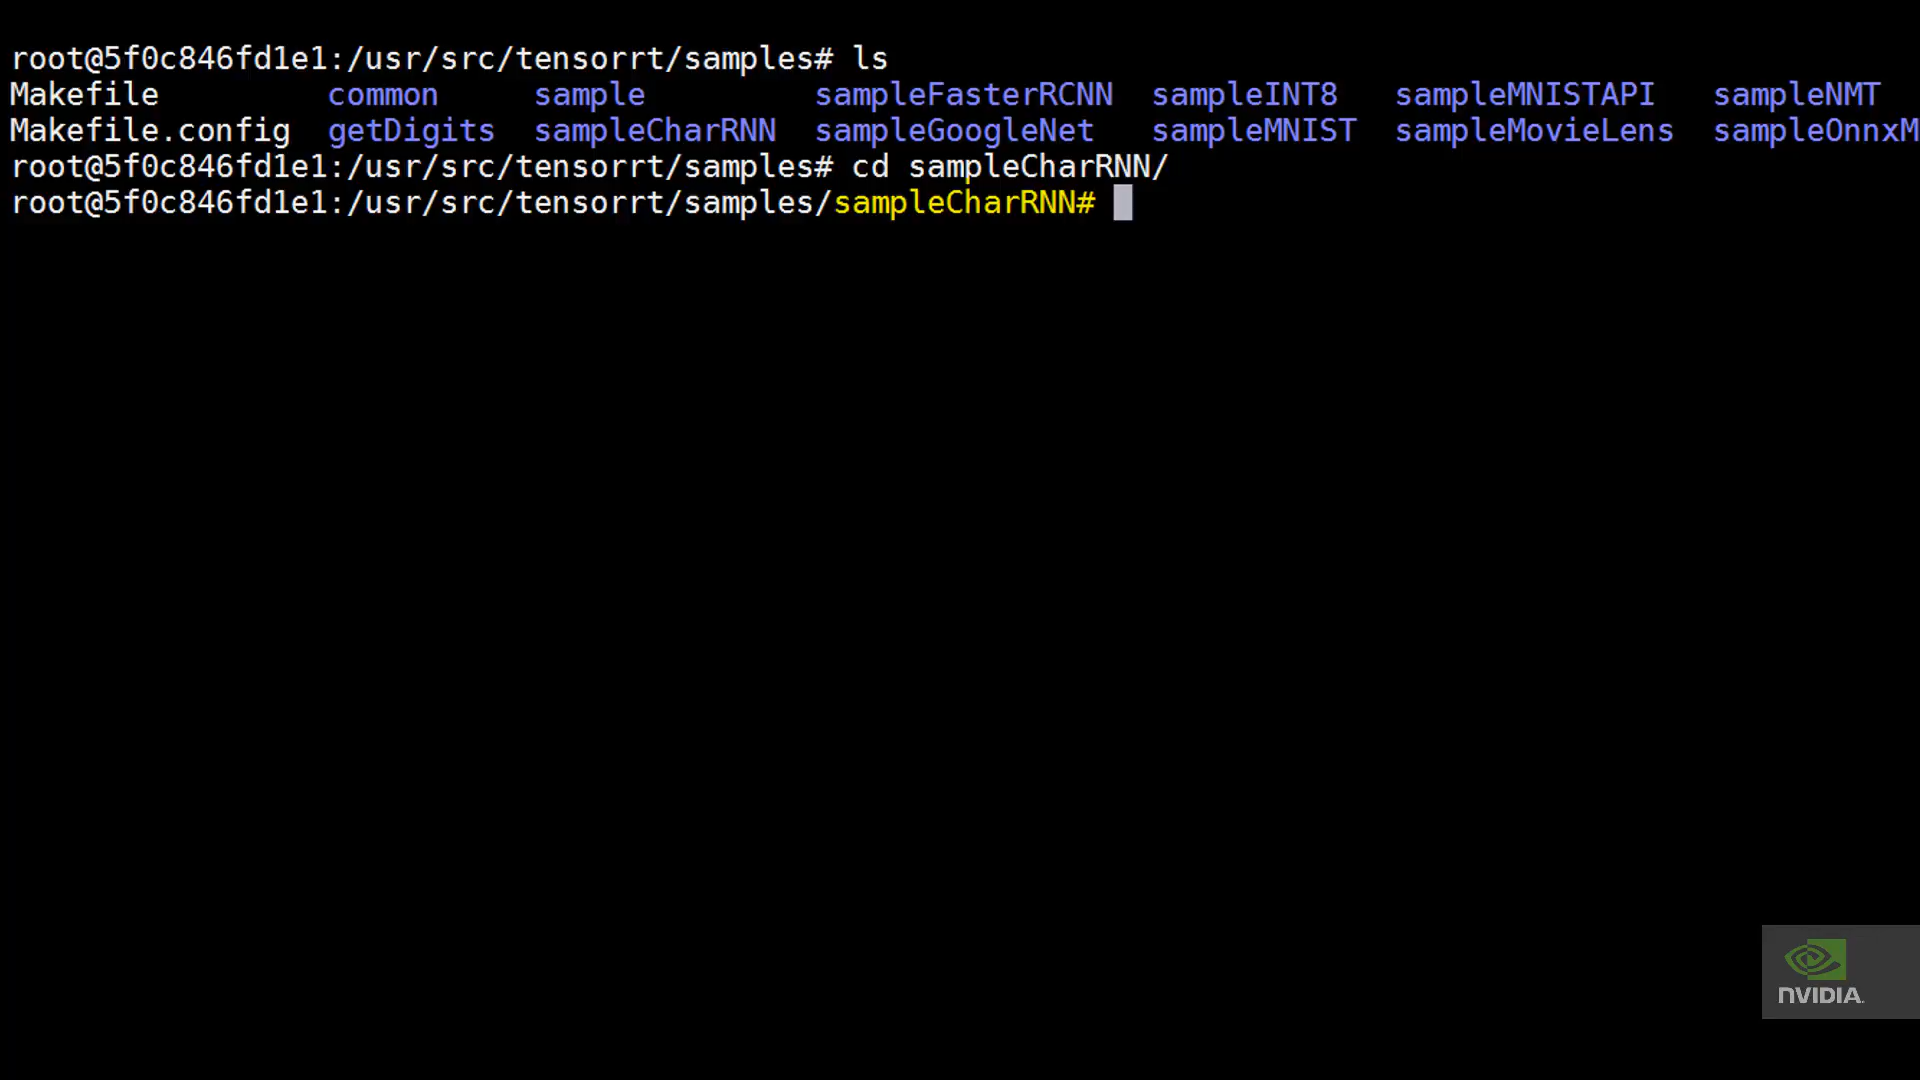 root@5f0c846fd1e1:/usr/src/tensorrt/samples# ls
Makefile common sample sampleFasterRCNN sampleINT8 sampleMNISTAPI sampleNMT
Makefile.config getDigits sampleCharRNN sampleGoogleNet sampleMNIST sampleMovieLens sampleOnnxM
root@5f0c846fd1e1:/usr/src/tensorrt/samples# cd sampleCharRNN/
root@5f0c846fd1e1:/usr/src/tensorrt/samples/sampleCharRNN#
NVIDIA.